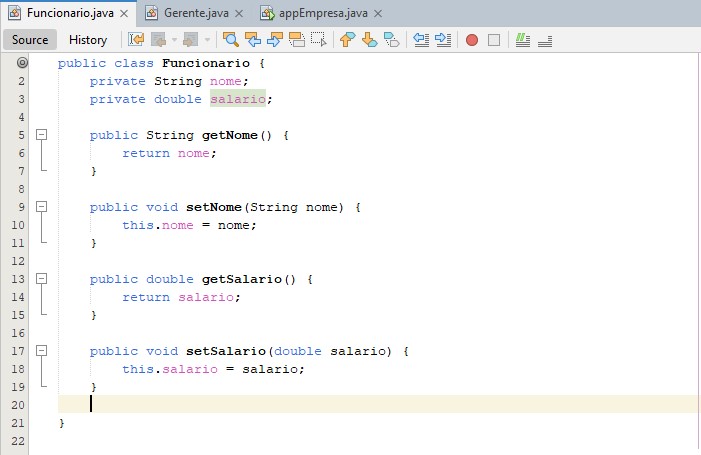 Funcionario.java × Gerente.java × appEmpresa.java ×
Source History
public class Funcionario {
2 private String nome;
3 private double salario;
4
5 public String getNome() {
6 return nome;
7 }
8
9 public void setNome(String nome) {
10 this.nome = nome;
11 }
12
13 public double getSalario() {
14 return salario;
15 }
16
17 public void setSalario(double salario) {
18 this.salario = salario;
19 }
20
21 }
22